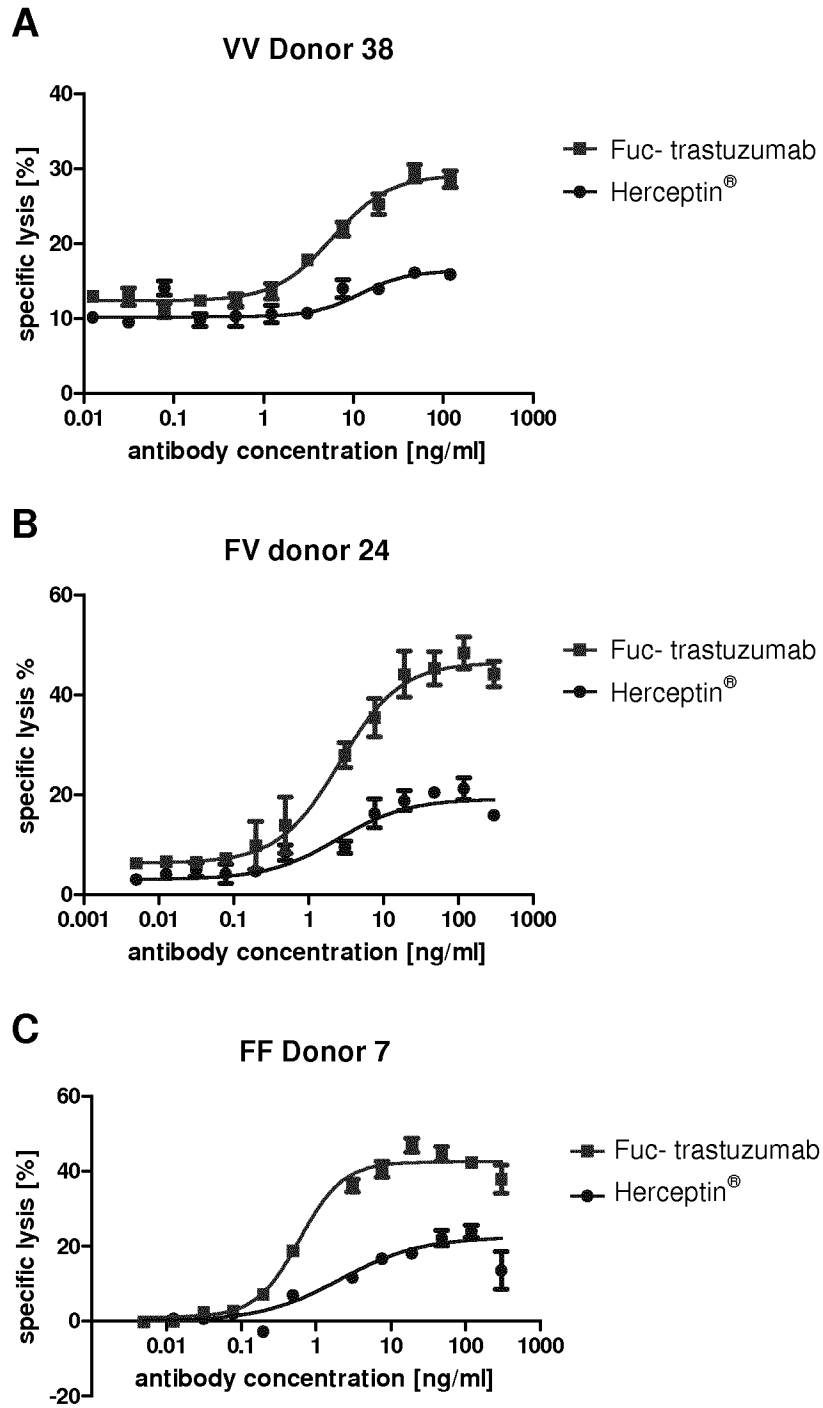 A
VV Donor 38
40
30
20
10
0
specific lysis [%]
0.01 0.1 1 10 100 1000
antibody concentration [ng/ml]
Fuc- trastuzumab
Herceptin®
B
FV donor 24
60
40
20
0
specific lysis %
0.001 0.01 0.1 1 10 100 1000
antibody concentration [ng/ml]
Fuc- trastuzumab
Herceptin®
C
FF Donor 7
60
40
20
0
-20
specific lysis [%]
0.01 0.1 1 10 100 1000
antibody concentration [ng/ml]
Fuc- trastuzumab
Herceptin®